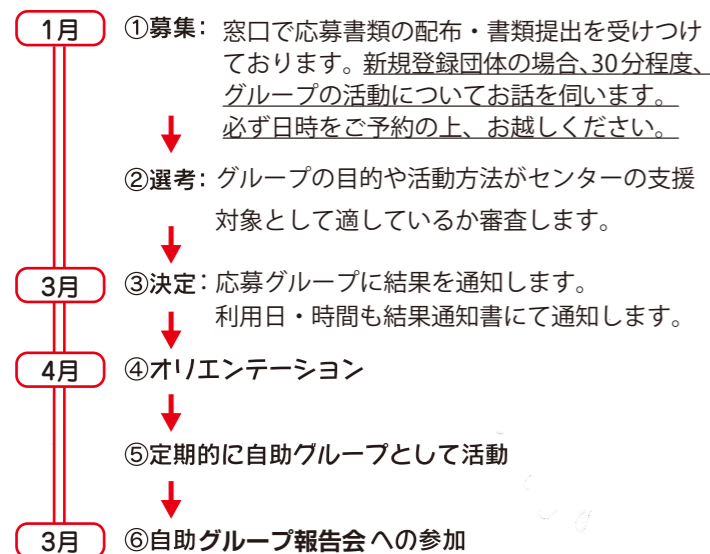 1月 ①募集：窓口で応募書類の配布・書類提出を受けつけ
ております。新規登録団体の場合、30分程度、
グループの活動についてお話を伺います。
必ず日時をご予約の上、お越しください。
②選考：グループの目的や活動方法がセンターの支援
対象として適しているか審査します。
3月 ③決定：応募グループに結果を通知します。
利用日・時間も結果通知書にて通知します。
4月 ④オリエンテーション
⑤定期的に自助グループとして活動
3月 ⑥自助グループ報告会への参加